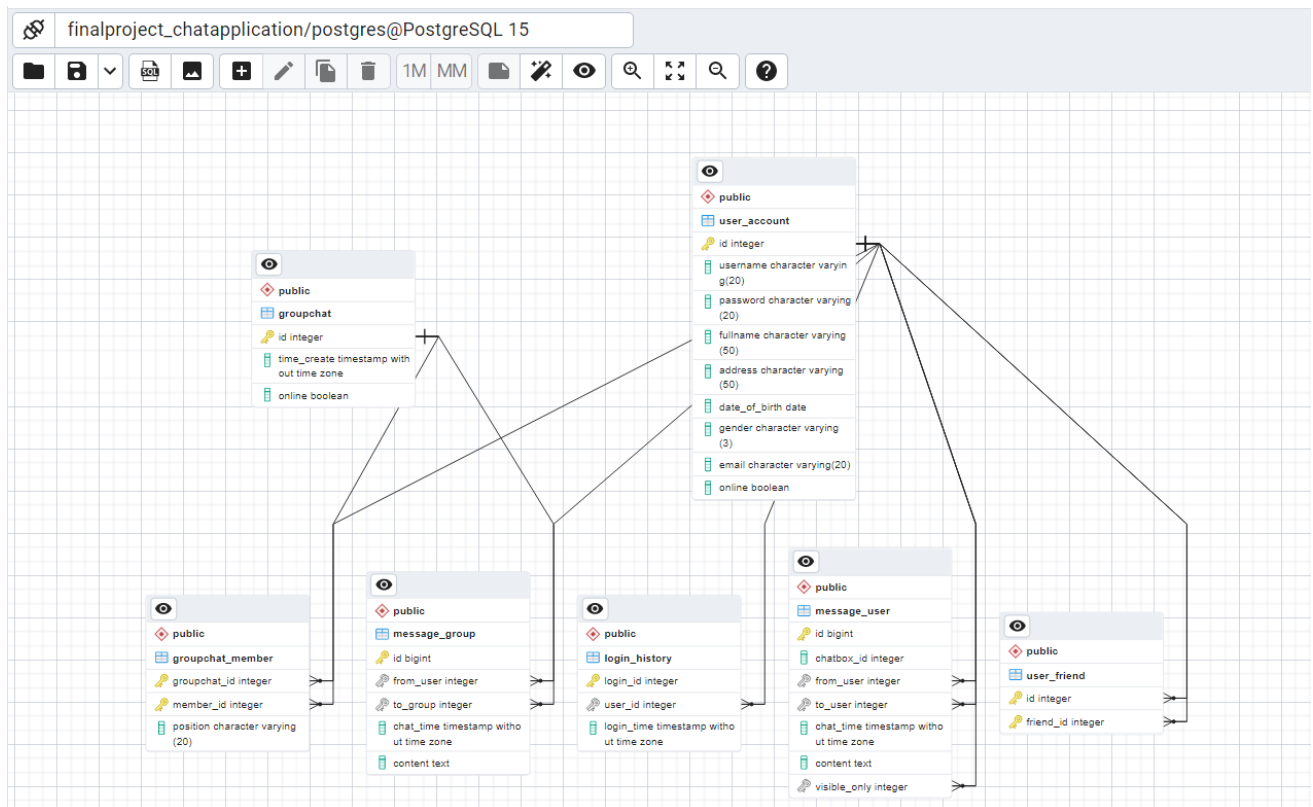 finalproject_chatapplication/postgres@PostgreSQL 15
SQL
1M
MM
public
user_account
id integer
username character varyin
g(20)
password character varying
(20)
fullname character varying
(50)
address character varying
(50)
date_of_birth date
gender character varying
(3)
email character varying(20)
online boolean
public
groupchat
id integer
time_create timestamp with
out time zone
online boolean
public
groupchat_member
groupchat_id integer
member_id integer
position character varying
(20)
public
message_group
id bigint
from_user integer
to_group integer
chat_time timestamp witho
ut time zone
content text
public
login_history
login_id integer
user_id integer
login_time timestamp witho
ut time zone
public
message_user
id bigint
chatbox_id integer
from_user integer
to_user integer
chat_time timestamp witho
ut time zone
content text
visible_only integer
public
user_friend
id integer
friend_id integer